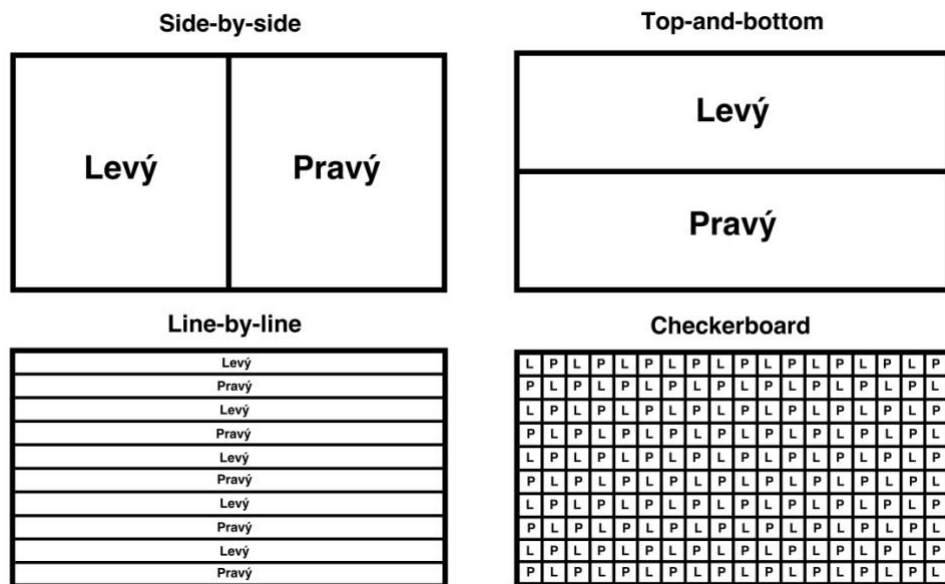 Side-by-side
Levý
Pravý
Top-and-bottom
Levý
Pravý
Line-by-line
Levý
Pravý
Levý
Pravý
Levý
Pravý
Levý
Pravý
Levý
Pravý
Checkerboard
L P L P L P L P L P L P L P L P L P
P L P L P L P L P L P L P L P L P L
L P L P L P L P L P L P L P L P L P
P L P L P L P L P L P L P L P L P L
L P L P L P L P L P L P L P L P L P
P L P L P L P L P L P L P L P L P L
L P L P L P L P L P L P L P L P L P
P L P L P L P L P L P L P L P L P L
L P L P L P L P L P L P L P L P L P
P L P L P L P L P L P L P L P L P L